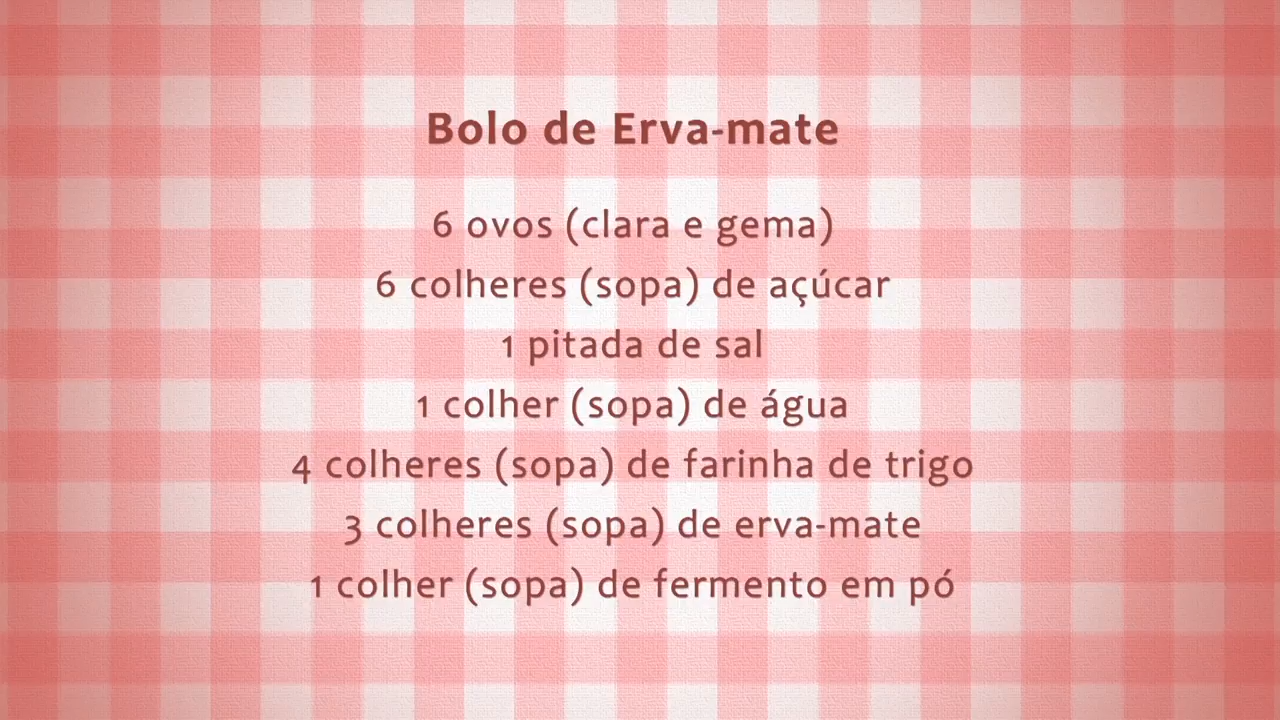 Bolo de Erva-mate
6 ovos (clara e gema)
6 colheres (sopa) de açúcar
1 pitada de sal
1 colher (sopa) de água
4 colheres (sopa) de farinha de trigo
3 colheres (sopa) de erva-mate
1 colher (sopa) de fermento em pó